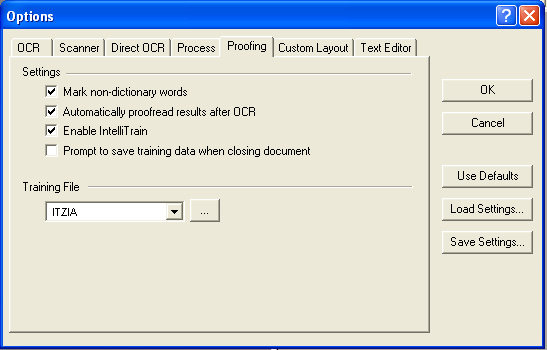 Options
OCR Scanner Direct OCR Process Proofing Custom Layout Text Editor
Settings
Mark non-dictionary words
Automatically proofread results after OCR
Enable IntelliTrain
Prompt to save training data when closing document
Training File
ITZIA ...
OK
Cancel
Use Defaults
Load Settings...
Save Settings...